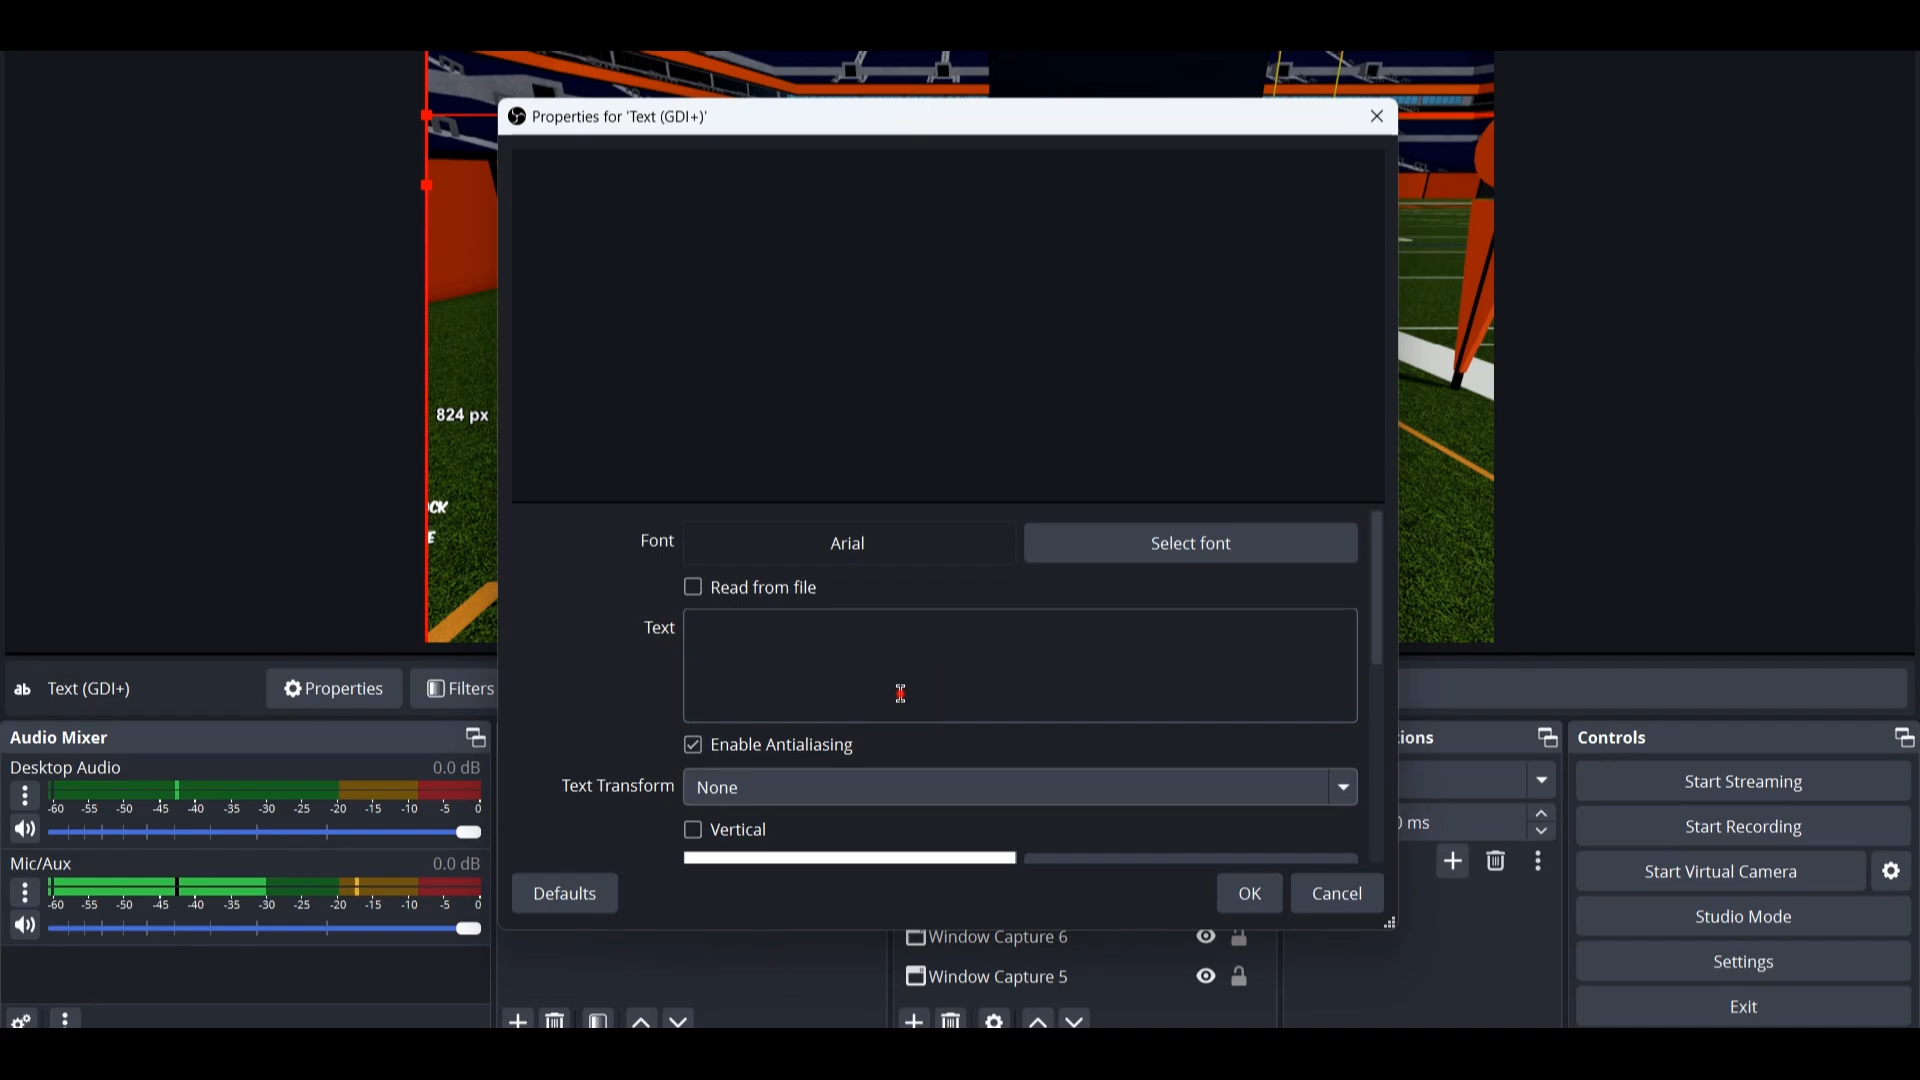 Properties for 'Text (GDI+)'
824 px
CK
E
Font
Arial
Select font
Read from file
Text
Enable Antialiasing
Text Transform
None
Vertical
Defaults
OK
Cancel
ab Text (GDI+)
Properties
Filters
Audio Mixer
Desktop Audio
0.0 dB
-60 -55 -50 -45 -40 -35 -30 -25 -20 -15 -10 -5 0
Mic/Aux
0.0 dB
-60 -55 -50 -45 -40 -35 -30 -25 -20 -15 -10 -5 0
Window Capture 6
Window Capture 5
ions
ms
Controls
Start Streaming
Start Recording
Start Virtual Camera
Studio Mode
Settings
Exit